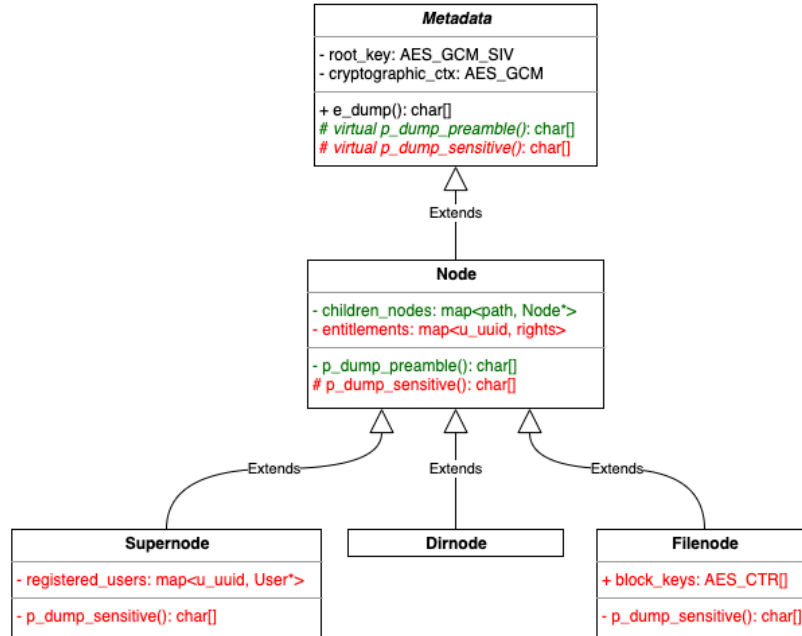 Metadata
- root_key: AES_GCM_SIV
- cryptographic_ctx: AES_GCM
+ e_dump(): char[]
# virtual p_dump_preamble(): char[]
# virtual p_dump_sensitive(): char[]
Extends
Node
- children_nodes: map<path, Node*>
- entitlements: map<u_uuid, rights>
- p_dump_preamble(): char[]
# p_dump_sensitive(): char[]
Extends
Extends
Extends
Supernode
- registered_users: map<u_uuid, User*>
- p_dump_sensitive(): char[]
Dirnode
Filenode
+ block_keys: AES_CTR[]
- p_dump_sensitive(): char[]